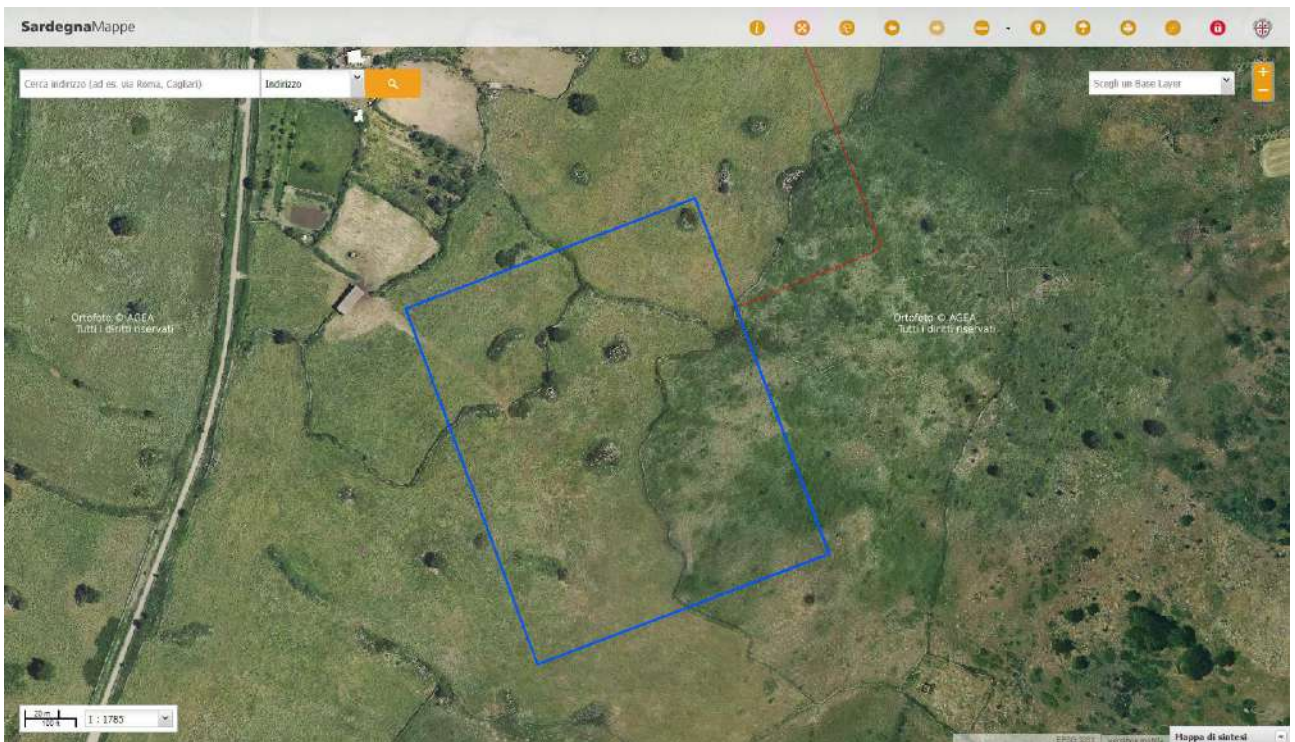 SardegnaMappe
Cerca indirizzo (ad es. via Roma, Cagliari)
Indirizzo
Scegli un Base Layer
+
−
Ortofoto © AGEA
Tutti i diritti riservati
Ortofoto © AGEA
Tutti i diritti riservati
20 m
100 ft
1 : 1785
Mappa di sintesi